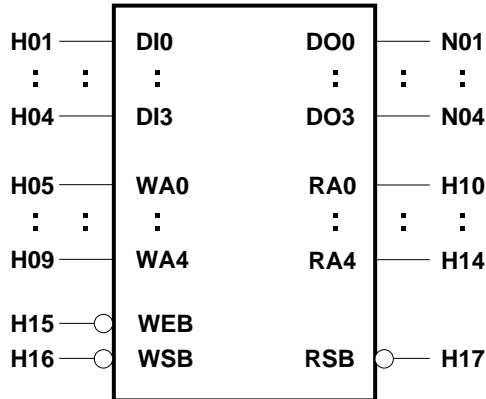 H01 DI0 DO0 N01
: : : : : :
H04 DI3 DO3 N04
H05 WA0 RA0 H10
: : : : : :
H09 WA4 RA4 H14
H15 WEB
H16 WSB RSB H17